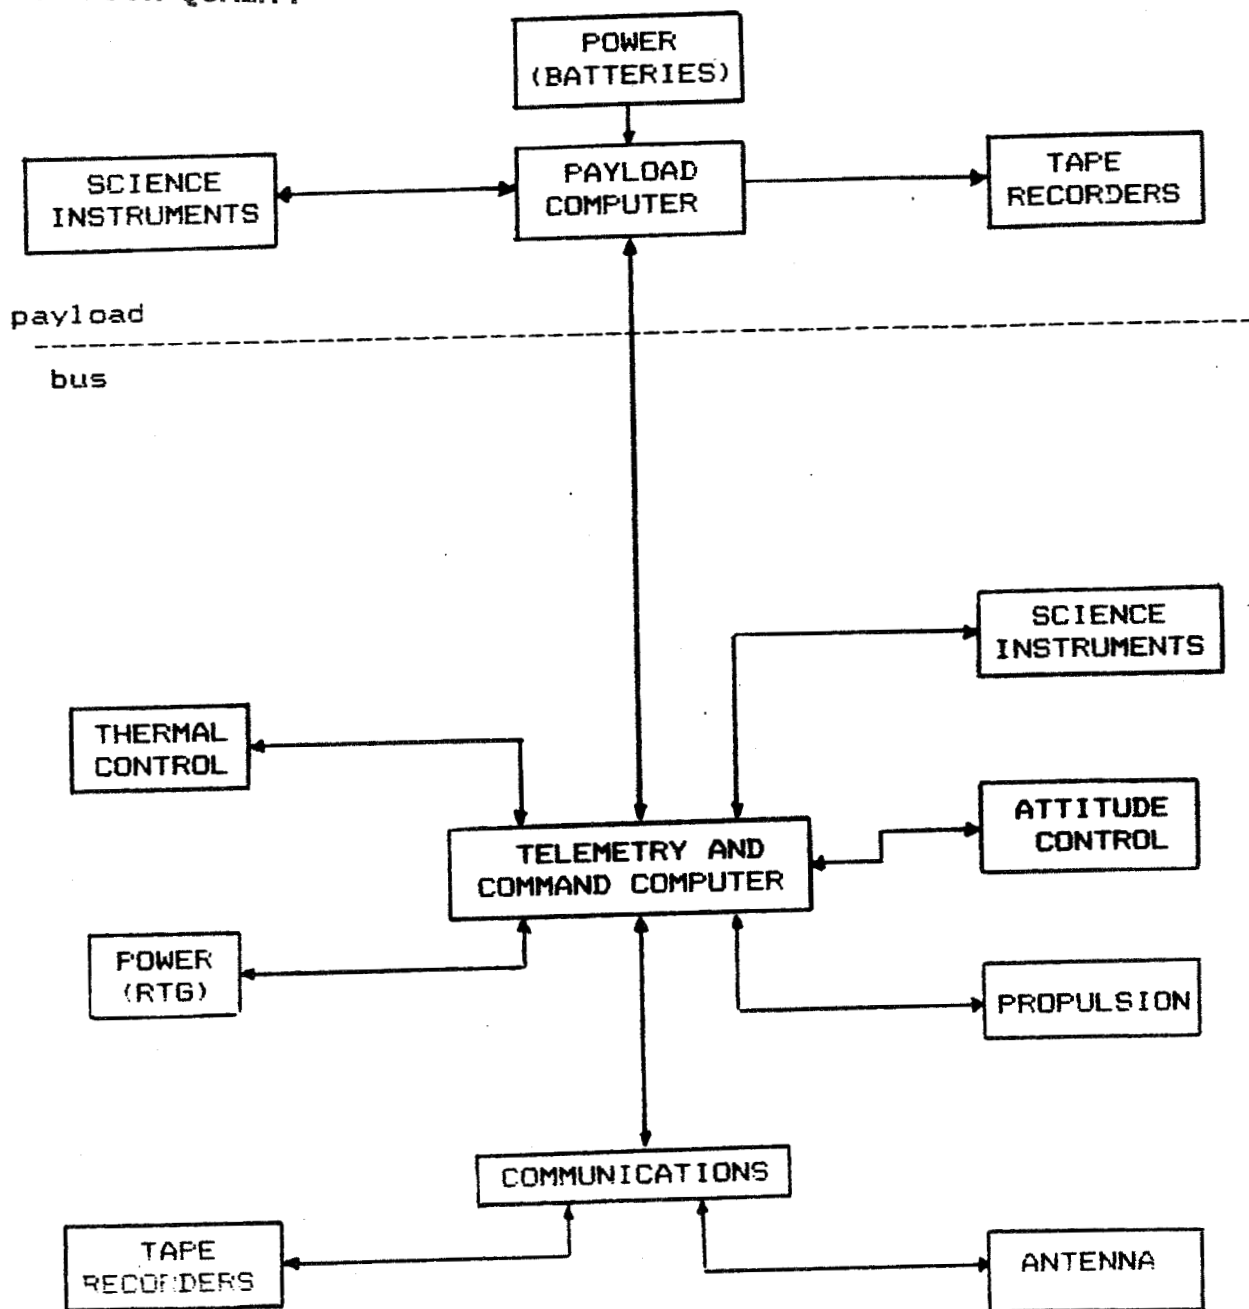 QUALITY
POWER
(BATTERIES)
SCIENCE
INSTRUMENTS
PAYLOAD
COMPUTER
TAPE
RECORDERS
payload
bus
SCIENCE
INSTRUMENTS
THERMAL
CONTROL
ATTITUDE
CONTROL
TELEMETRY AND
COMMAND COMPUTER
POWER
(RTG)
PROPULSION
COMMUNICATIONS
TAPE
RECORDERS
ANTENNA